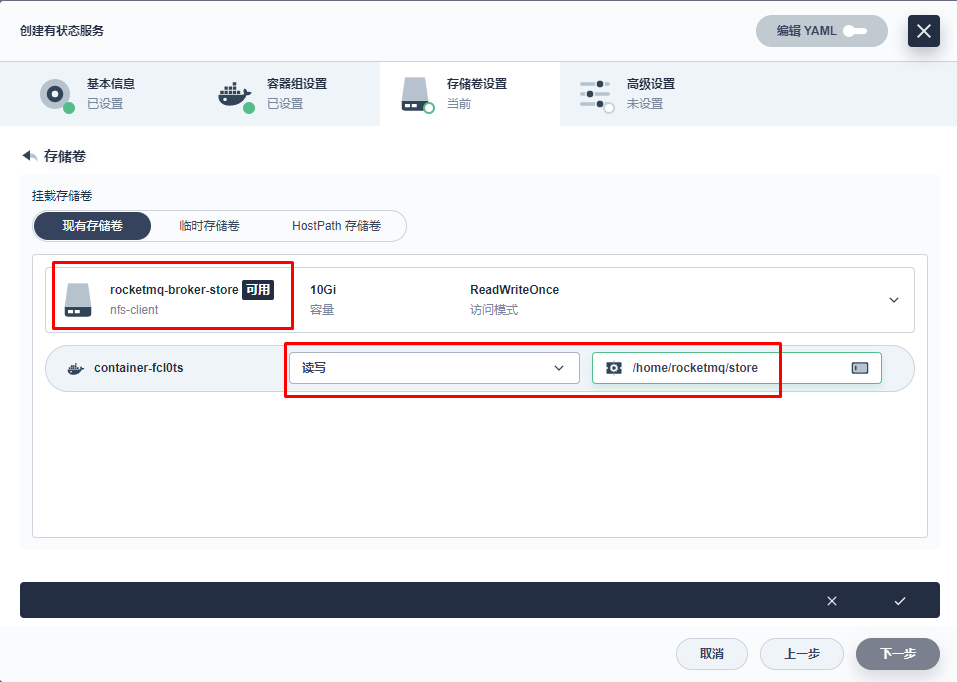 创建有状态服务
编辑 YAML
基本信息
已设置
容器组设置
已设置
存储卷设置
当前
高级设置
未设置
存储卷
挂载存储卷
现有存储卷
临时存储卷
HostPath 存储卷
rocketmq-broker-store 可用
nfs-client
10Gi
容量
ReadWriteOnce
访问模式
container-fcl0ts
读写
/home/rocketmq/store
取消
上一步
下一步